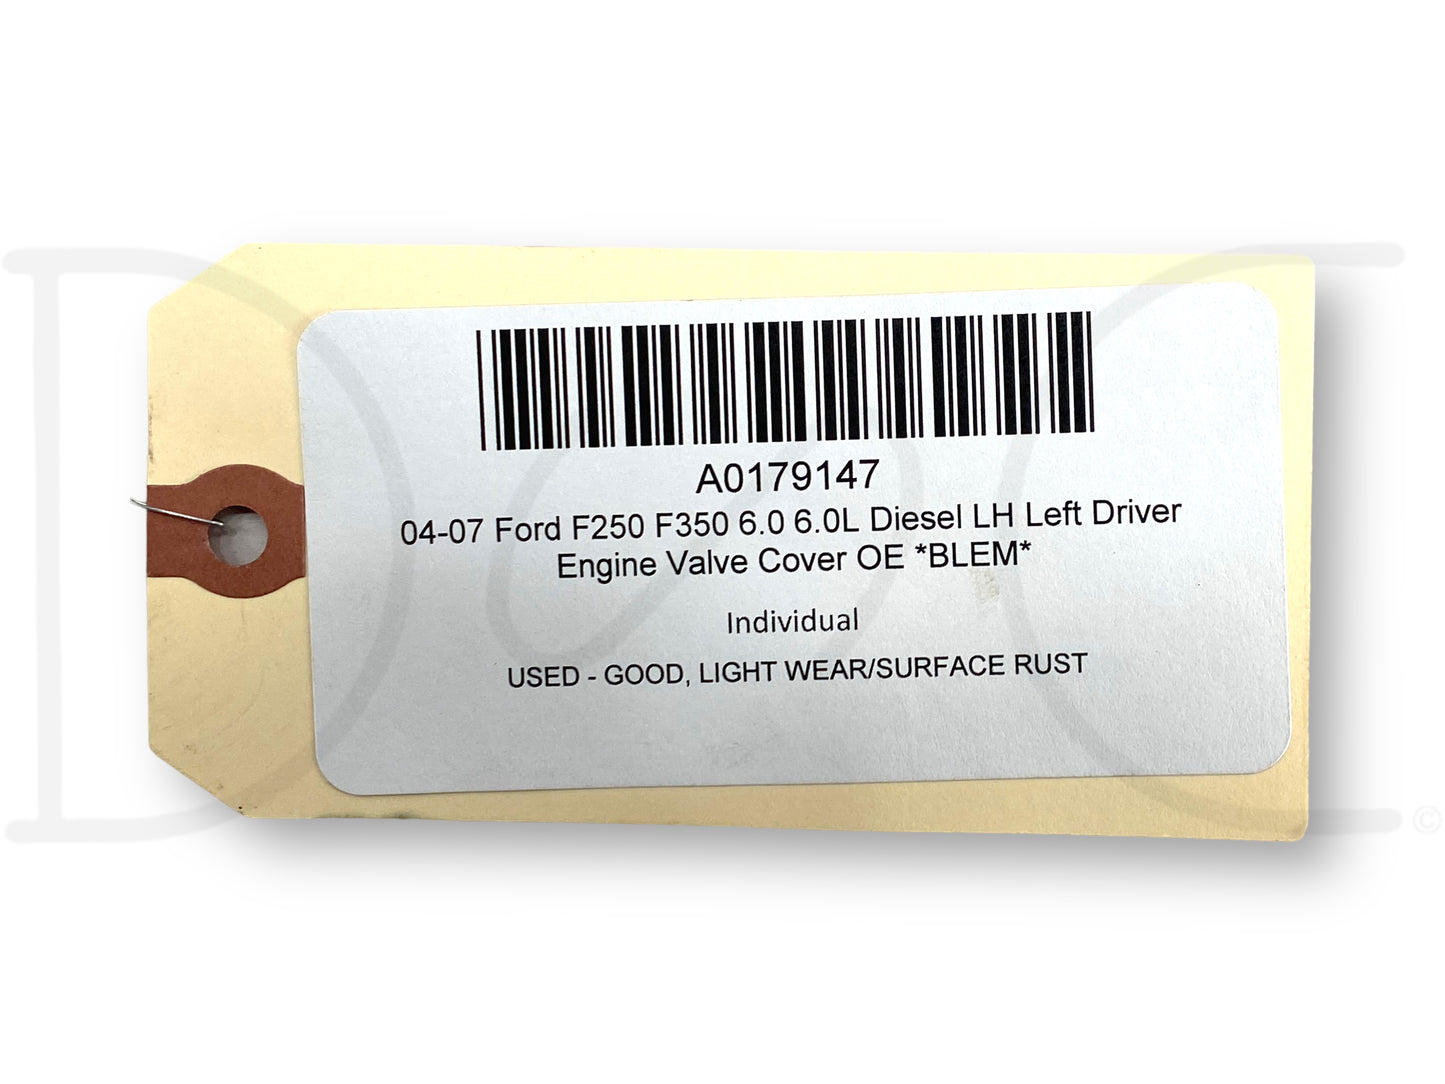 A0179147
04-07 Ford F250 F350 6.0 6.0L Diesel LH Left Driver
Engine Valve Cover OE *BLEM*
Individual
USED - GOOD, LIGHT WEAR/SURFACE RUST
©